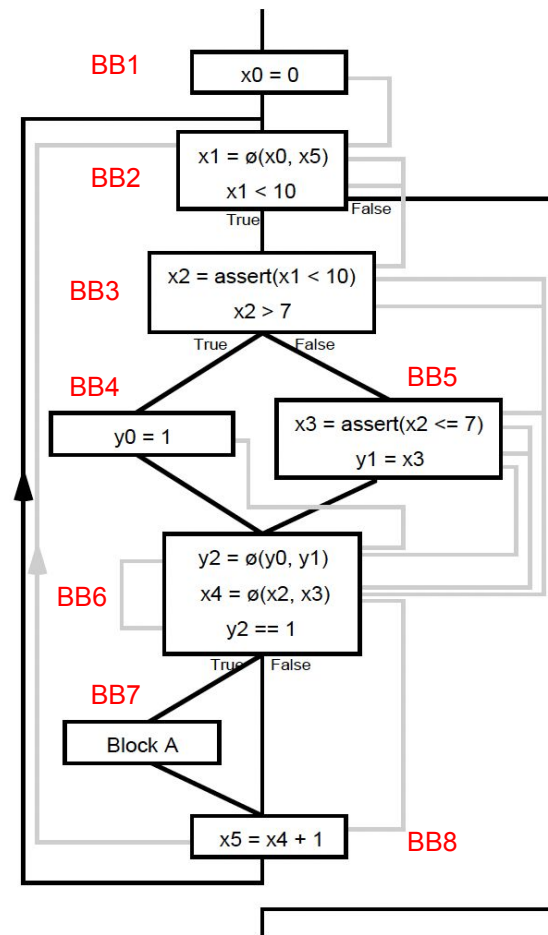 BB1
x0 = 0
BB2
x1 = ø(x0, x5)
x1 < 10
True
False
BB3
x2 = assert(x1 < 10)
x2 > 7
True
False
BB4
y0 = 1
BB5
x3 = assert(x2 <= 7)
y1 = x3
BB6
y2 = ø(y0, y1)
x4 = ø(x2, x3)
y2 == 1
True
False
BB7
Block A
x5 = x4 + 1
BB8